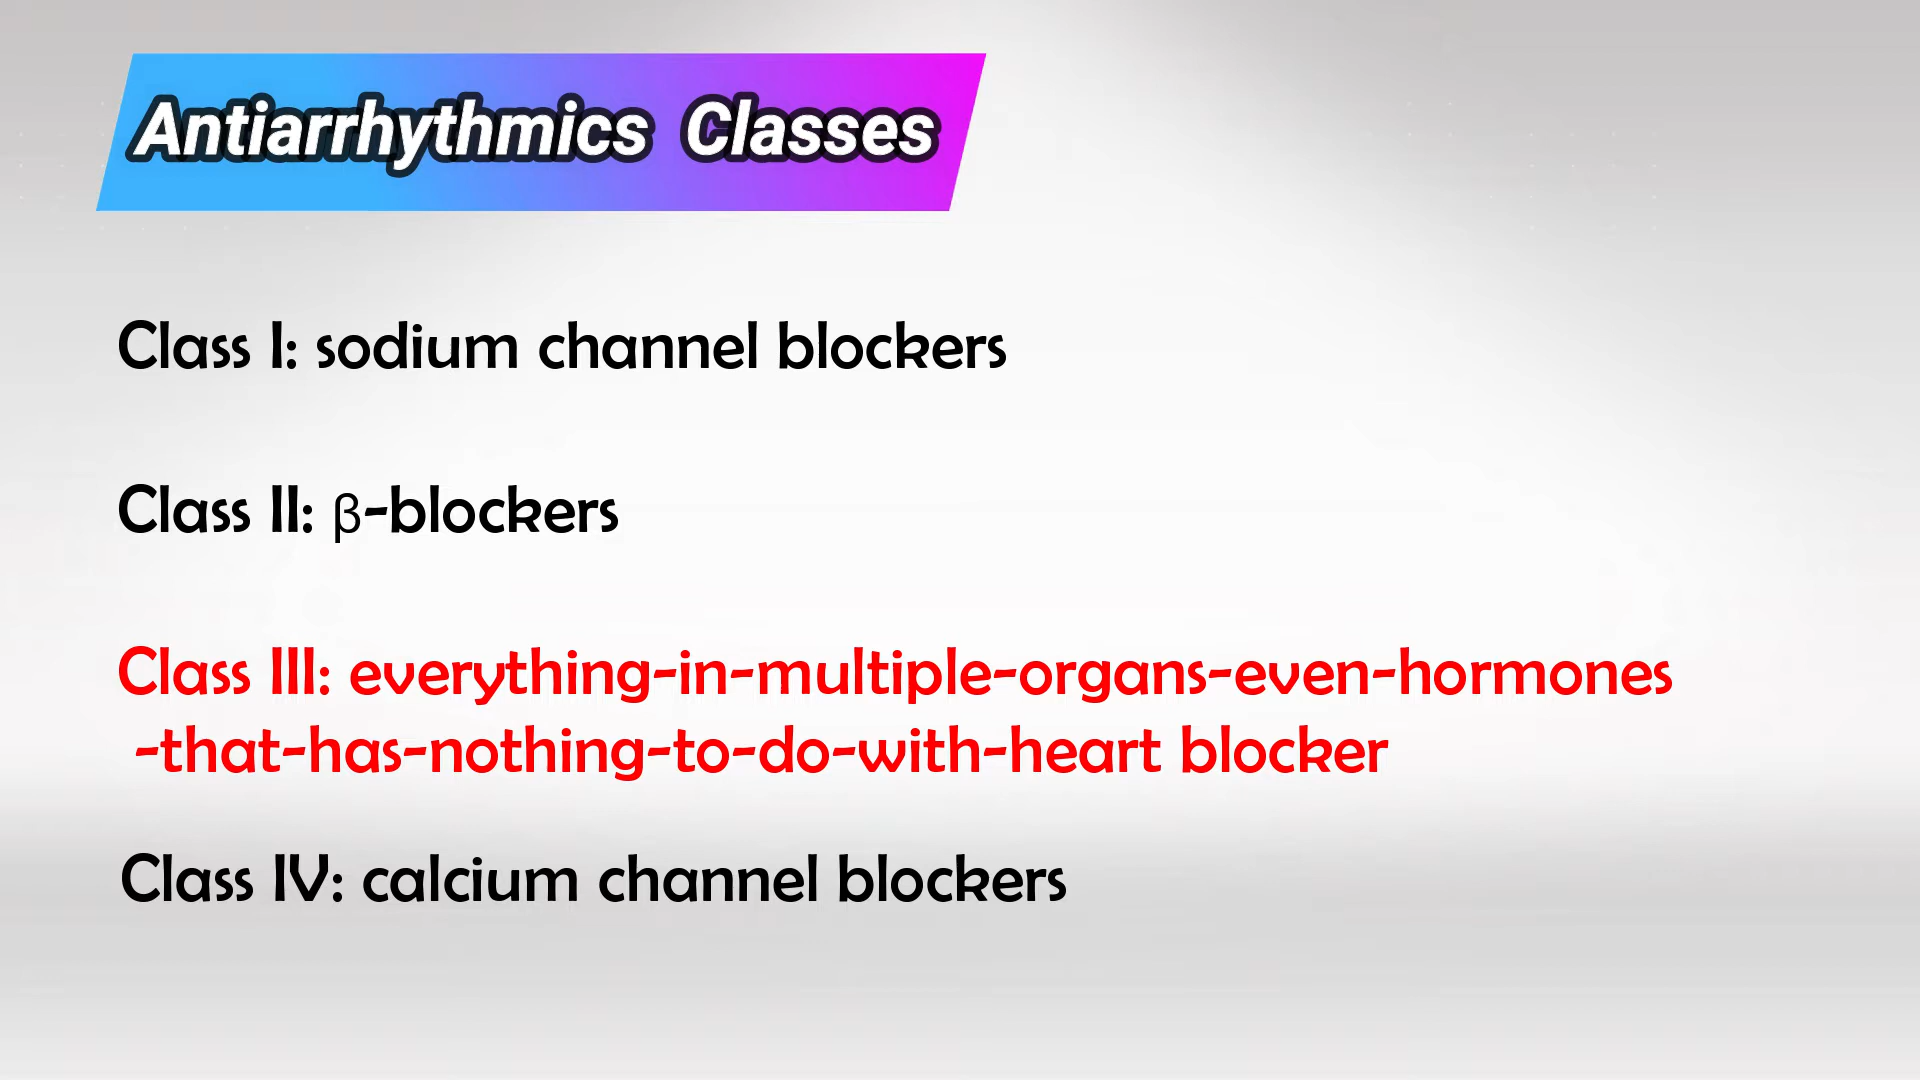 Antiarrhythmics Classes
Class I: sodium channel blockers
Class II: β-blockers
Class III: everything-in-multiple-organs-even-hormones
-that-has-nothing-to-do-with-heart blocker
Class IV: calcium channel blockers